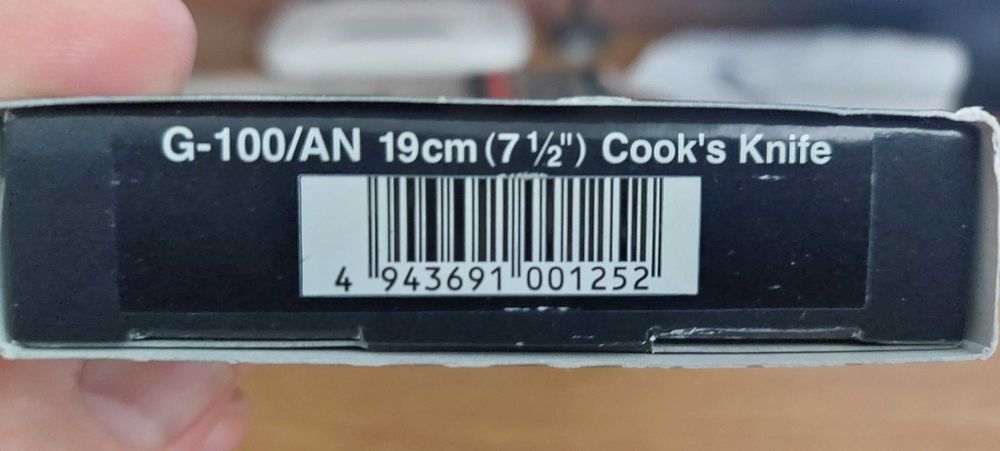 G-100/AN 19cm (7 ½") Cook's Knife
4 943691 001252